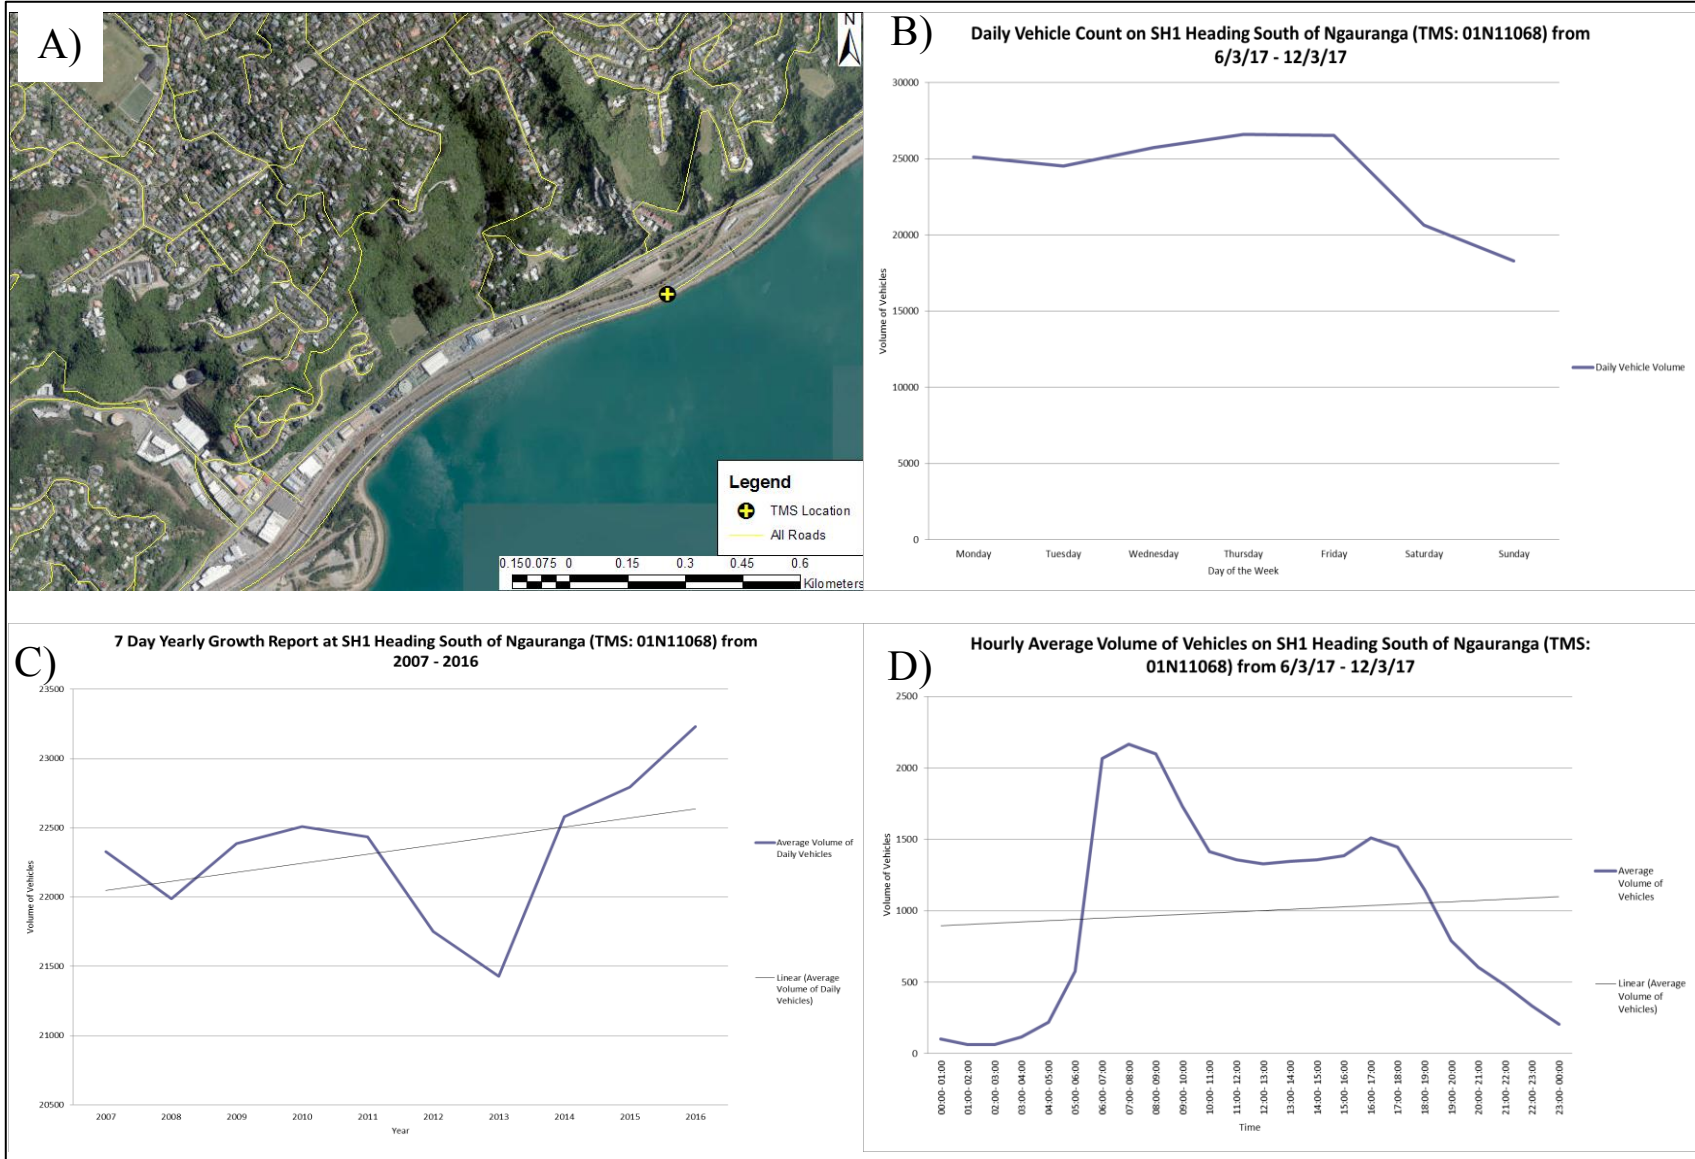 A)
N
Legend
TMS Location
All Roads
0.15 0.075 0 0.15 0.3 0.45 0.6
Kilometers
B)
Daily Vehicle Count on SH1 Heading South of Ngauranga (TMS: 01N11068) from
6/3/17 - 12/3/17
30000
25000
20000
15000
10000
5000
0
Volume of Vehicles
Monday Tuesday Wednesday Thursday Friday Saturday Sunday
Day of the Week
Daily Vehicle Volume
C)
7 Day Yearly Growth Report at SH1 Heading South of Ngauranga (TMS: 01N11068) from
2007 - 2016
23500
23000
22500
22000
21500
21000
20500
Volume of Vehicles
2007 2008 2009 2010 2011 2012 2013 2014 2015 2016
Year
Average Volume of
Daily Vehicles
Linear (Average
Volume of Daily
Vehicles)
D)
Hourly Average Volume of Vehicles on SH1 Heading South of Ngauranga (TMS:
01N11068) from 6/3/17 - 12/3/17
2500
2000
1500
1000
500
0
Volume of Vehicles
00:00- 01:00
01:00- 02:00
02:00- 03:00
03:00- 04:00
04:00- 05:00
05:00- 06:00
06:00- 07:00
07:00- 08:00
08:00- 09:00
09:00- 10:00
10:00- 11:00
11:00- 12:00
12:00- 13:00
13:00- 14:00
14:00- 15:00
15:00- 16:00
16:00- 17:00
17:00- 18:00
18:00- 19:00
19:00- 20:00
20:00- 21:00
21:00- 22:00
22:00- 23:00
23:00- 00:00
Time
Average
Volume of
Vehicles
Linear (Average
Volume of
Vehicles)